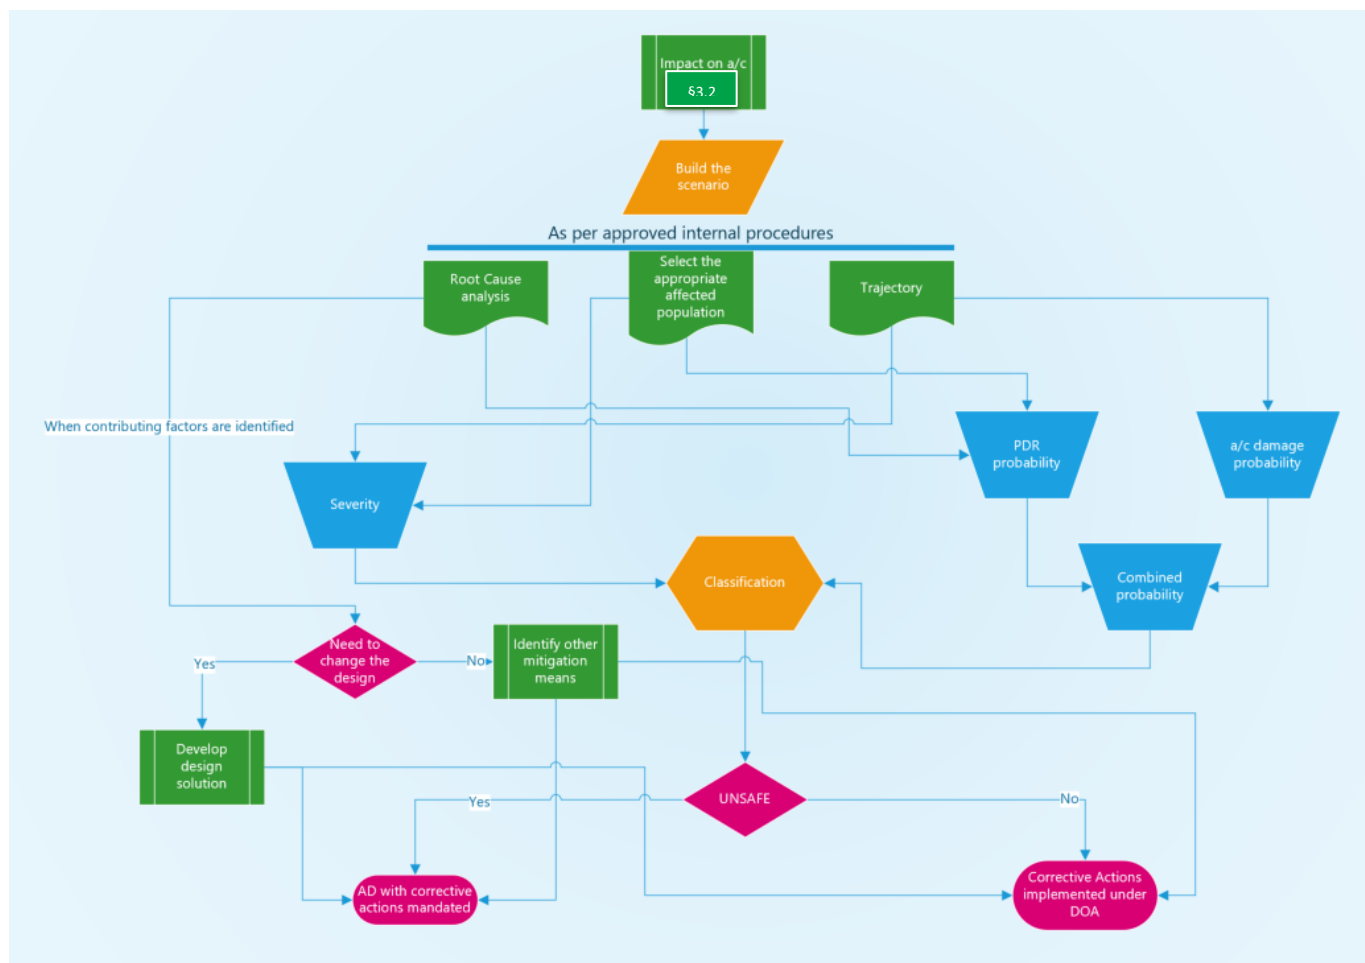 Impact on a/c
§3.2
Build the
scenario
As per approved internal procedures
Root Cause
analysis
Select the
appropriate
affected
population
Trajectory
When contributing factors are identified
PDR
probability
a/c damage
probability
Severity
Classification
Combined
probability
Need to
change the
design
Yes
No
Identify other
mitigation
means
Develop
design
solution
UNSAFE
Yes
No
AD with corrective
actions mandated
Corrective Actions
implemented under
DOA